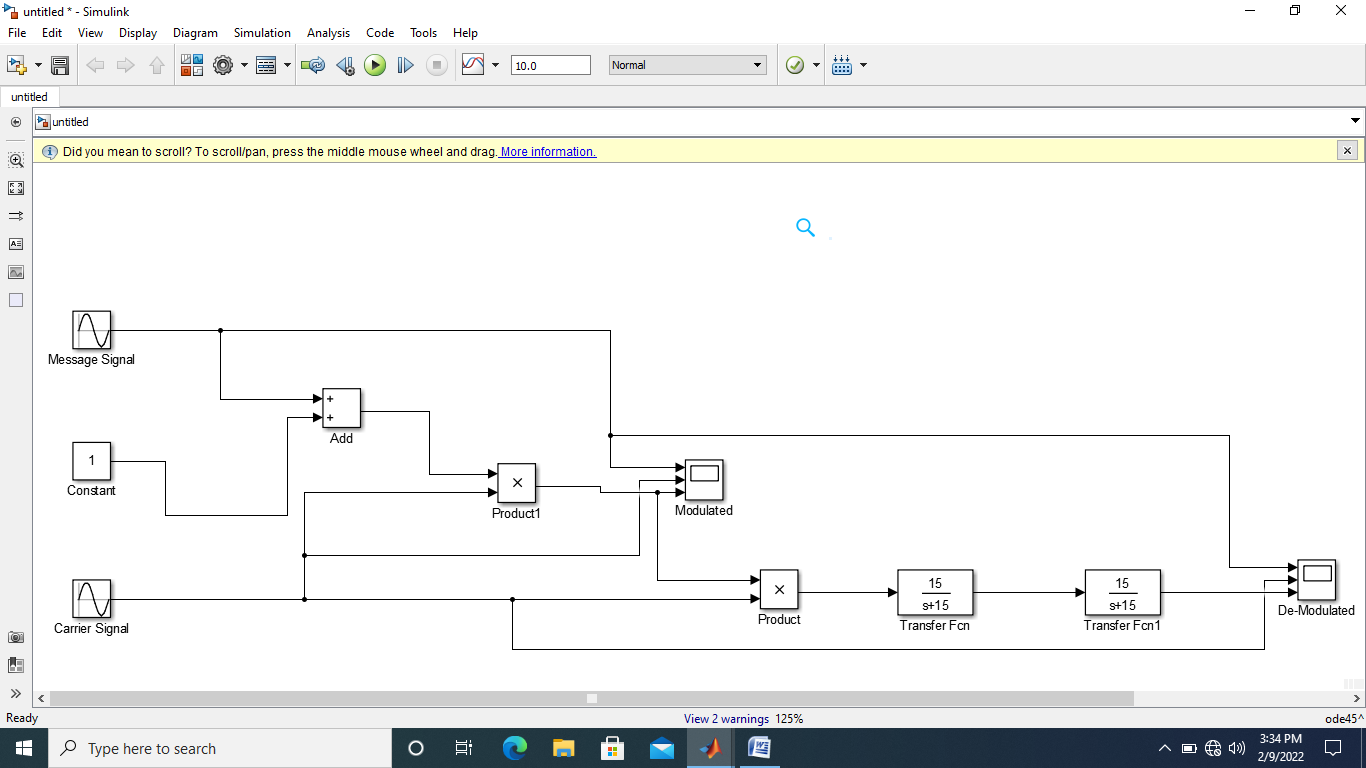 untitled * - Simulink
File Edit View Display Diagram Simulation Analysis Code Tools Help
10.0 Normal
untitled
untitled
Did you mean to scroll? To scroll/pan, press the middle mouse wheel and drag. More information.
Message Signal
+
+
Add
1
Constant
×
Product1
Modulated
Carrier Signal
×
Product
15
s+15
Transfer Fcn
15
s+15
Transfer Fcn1
De-Modulated
Ready View 2 warnings 125% ode45^
Type here to search
3:34 PM
2/9/2022